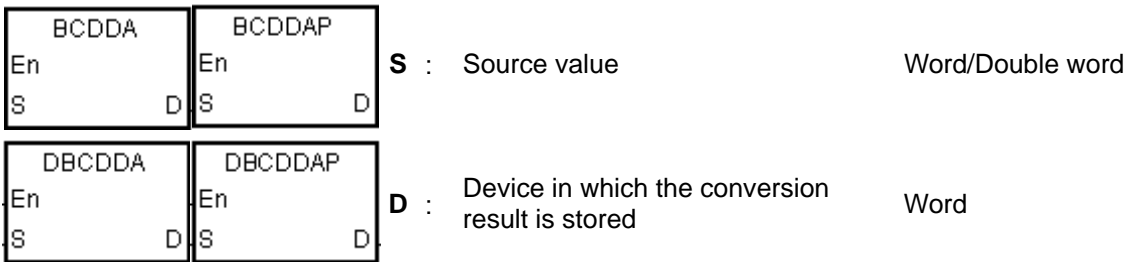 BCDDA BCDDAP
En En S : Source value Word/Double word
S D S D
DBCDDA DBCDDAP
En En D : Device in which the conversion Word
result is stored
S D S D